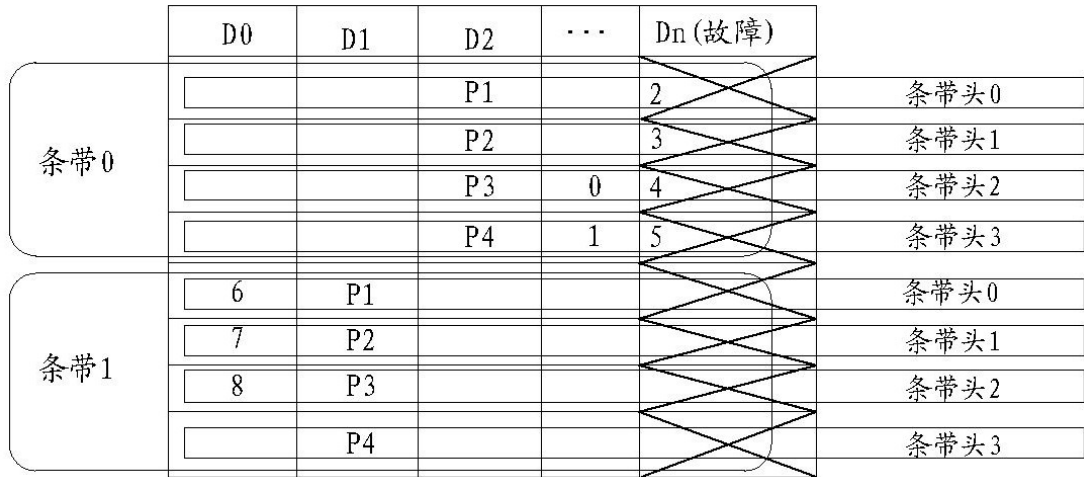 D0 D1 D2 ··· Dn(故障)
P1 2 条带头0
P2 3 条带头1
条带0
P3 0 4 条带头2
P4 1 5 条带头3
6 P1 条带头0
7 P2 条带头1
条带1
8 P3 条带头2
P4 条带头3